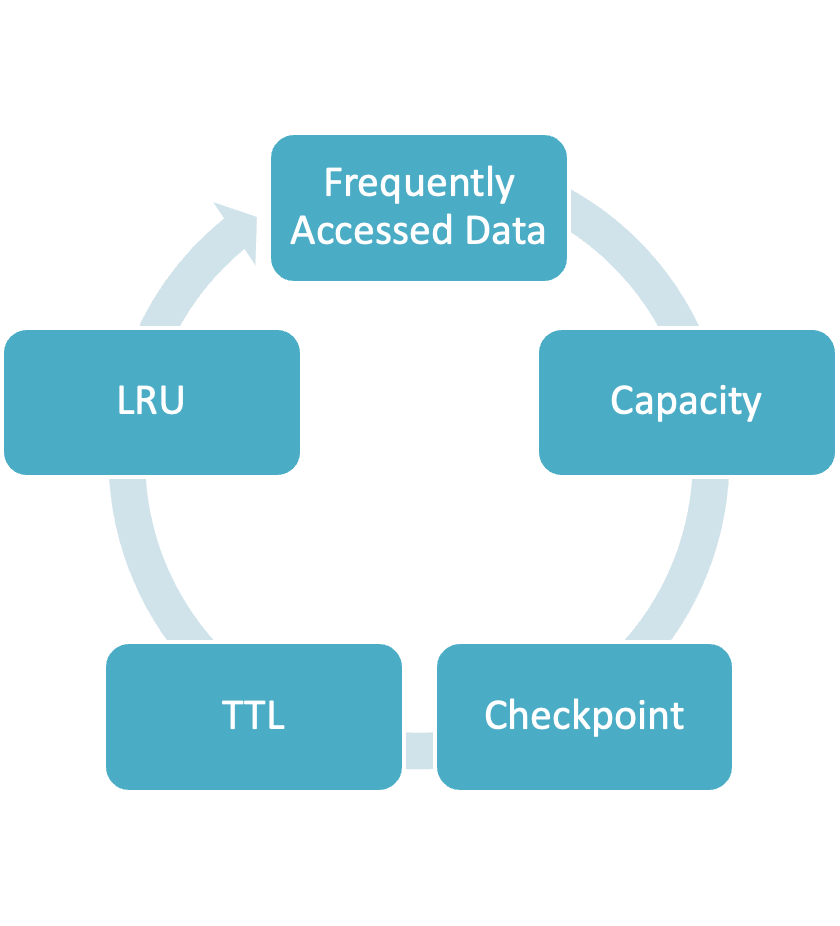 Frequently
Accessed Data
Capacity
Checkpoint
TTL
LRU